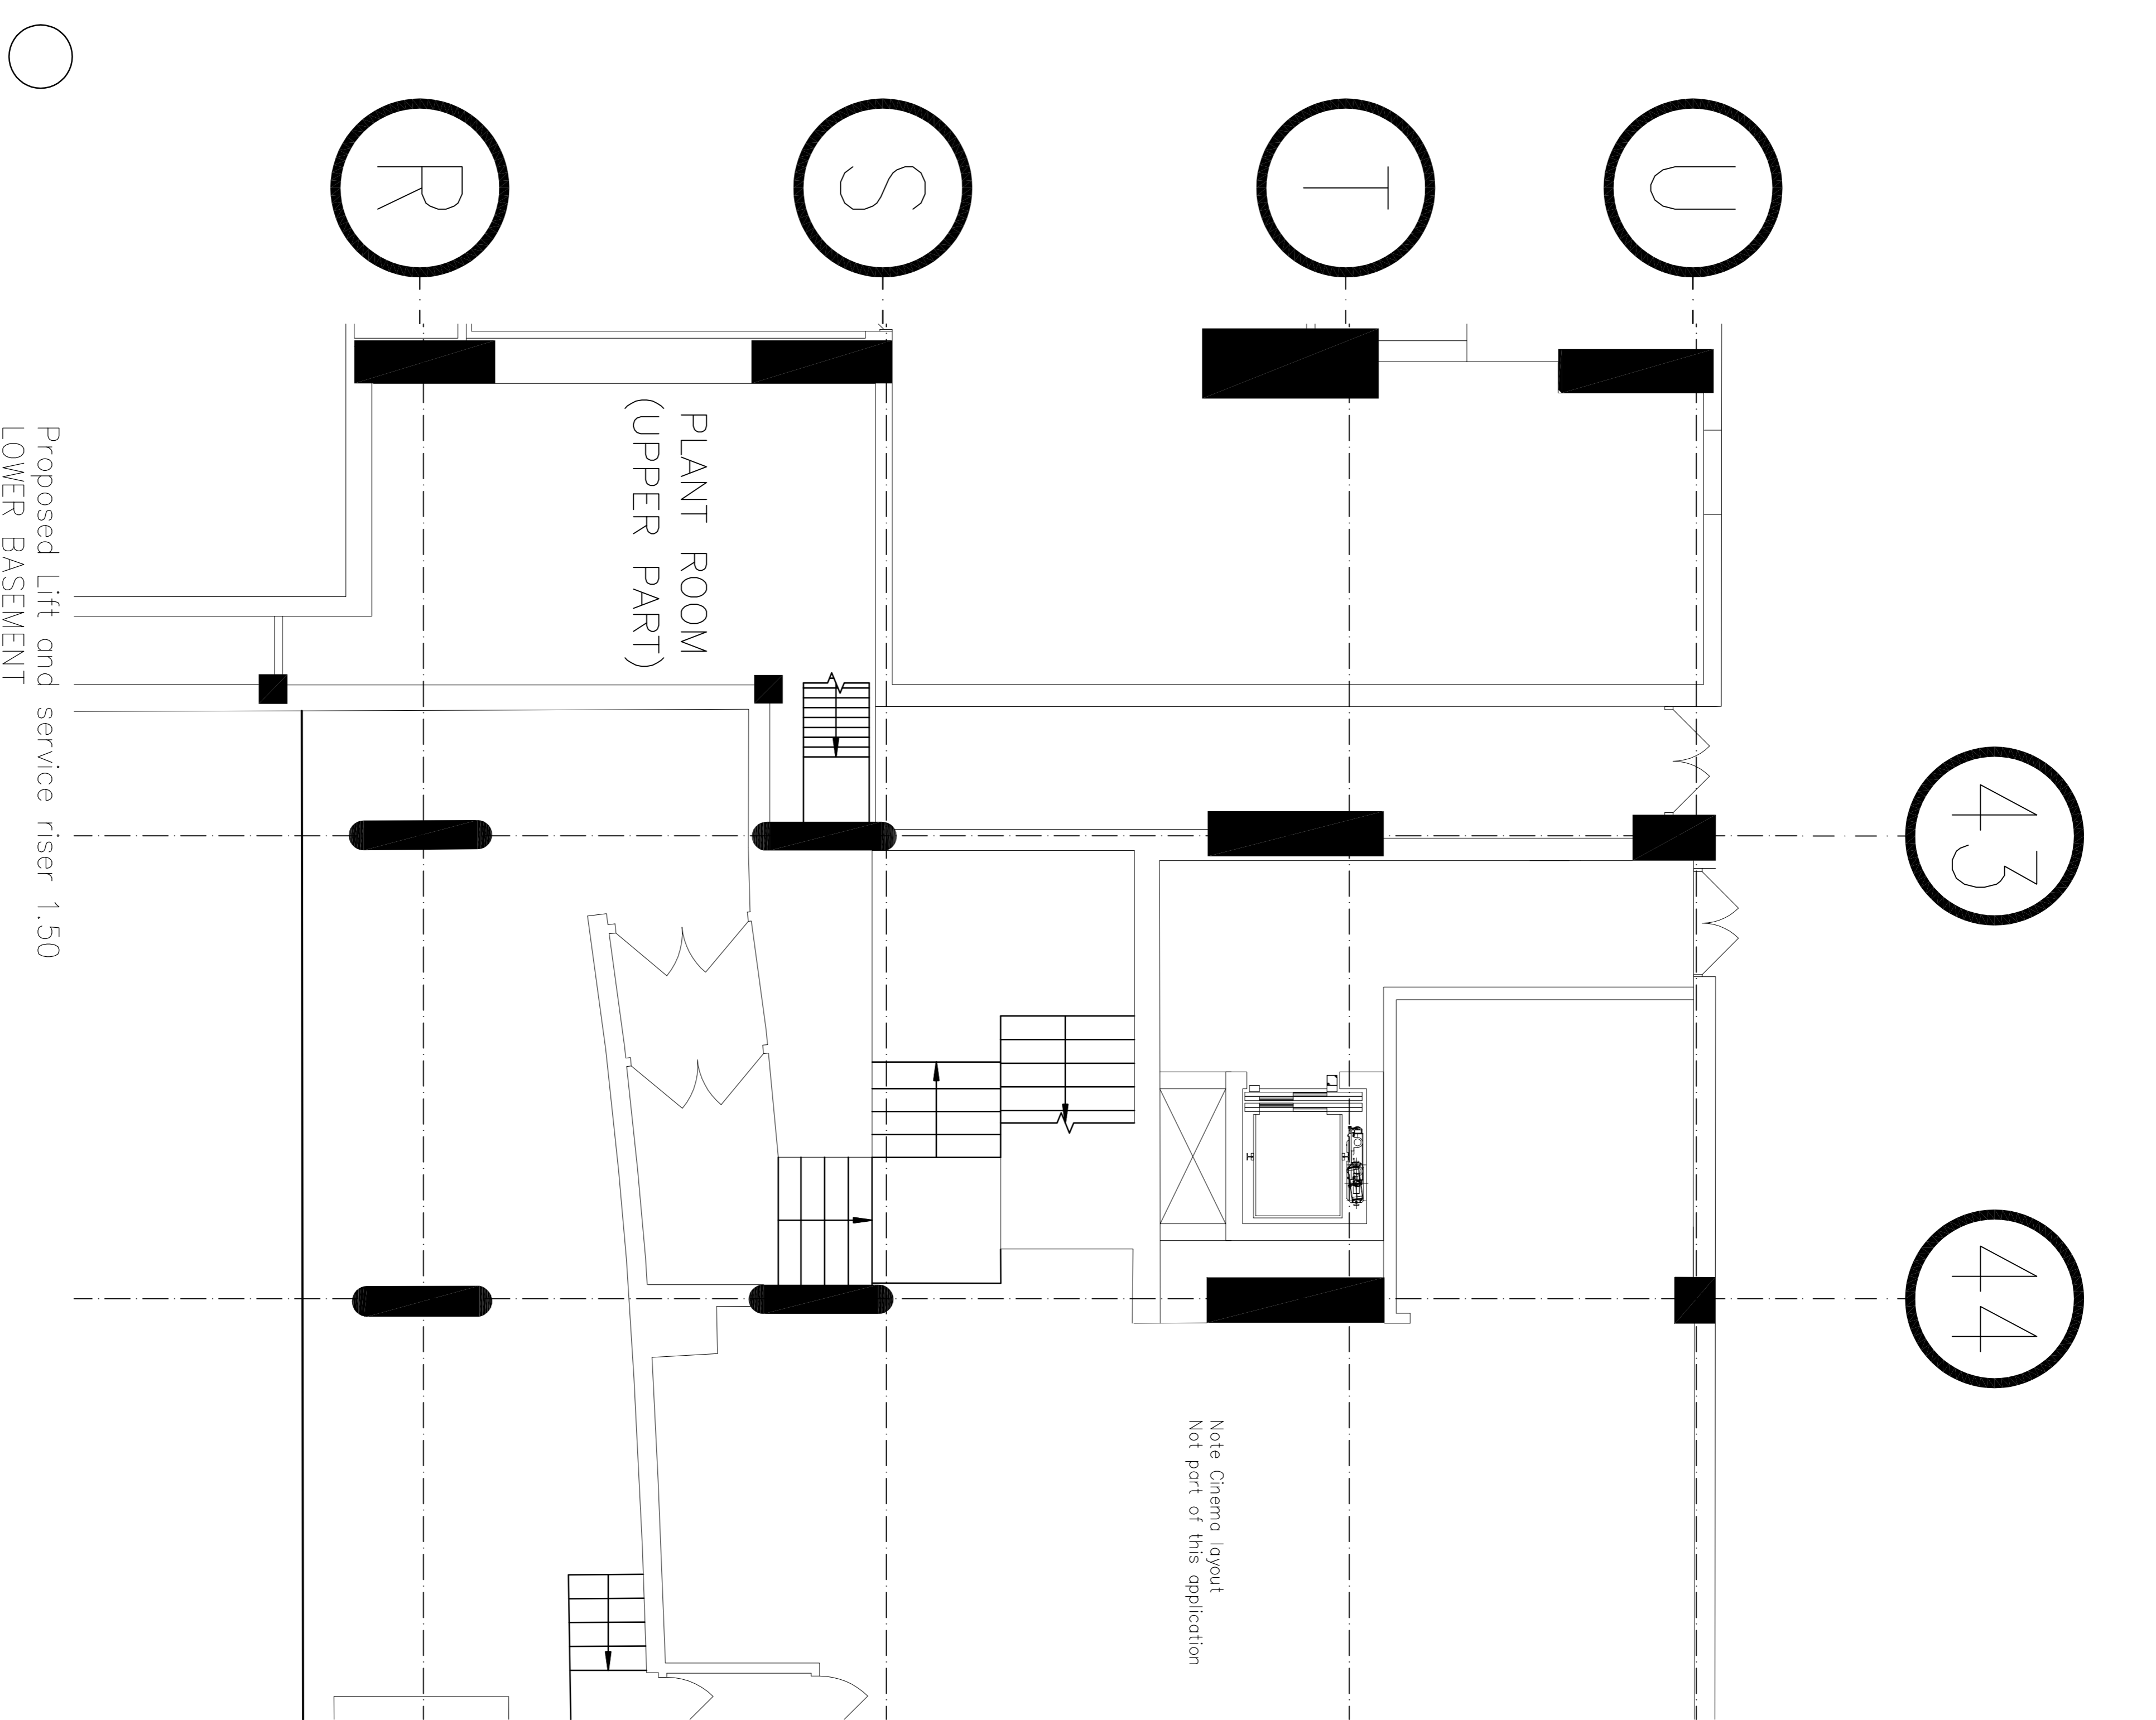 R
S
T
U
PLANT ROOM
(UPPER PART)
43
44
Note Cinema layout
Not part of this application
Proposed Lift and service riser 1.50
LOWER BASEMENT